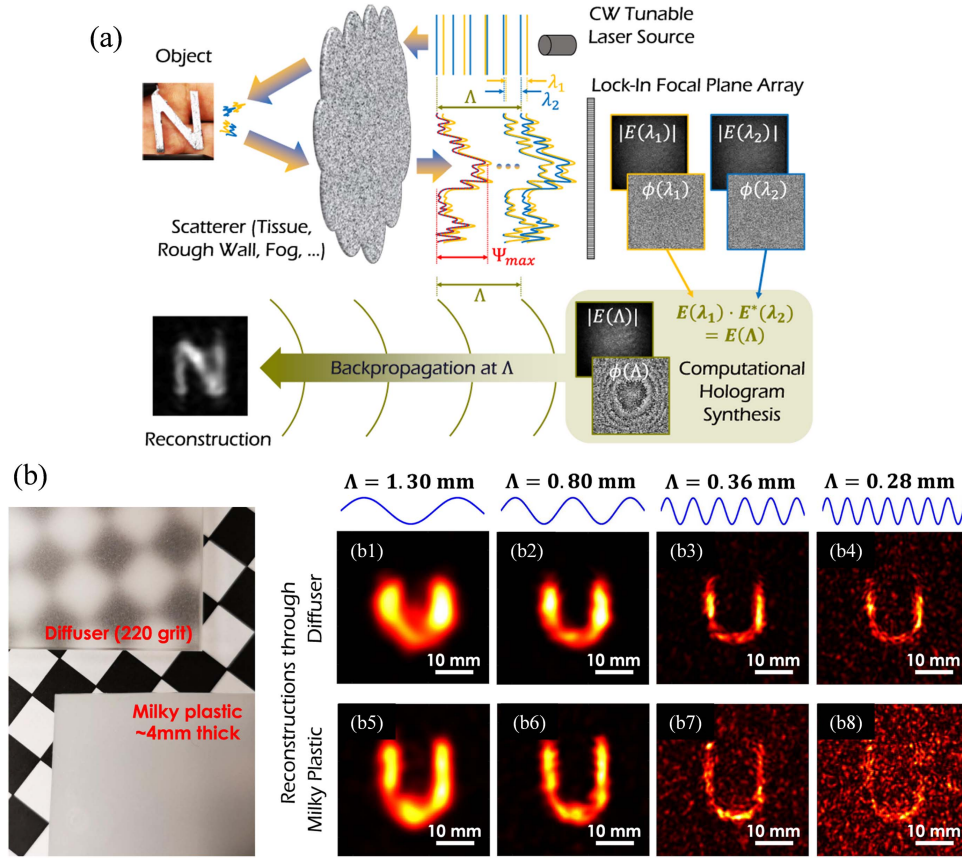 (a)
CW Tunable
Laser Source
Object
N
Λ
λ₁
λ₂
Lock-In Focal Plane Array
|E(λ₁)|
|E(λ₂)|
ϕ(λ₁)
ϕ(λ₂)
Scatterer (Tissue,
Rough Wall, Fog, ...)
Ψmax
Λ
|E(Λ)|
ϕ(Λ)
E(λ₁) · E*(λ₂)
= E(Λ)
Computational
Hologram
Synthesis
Backpropagation at Λ
N
Reconstruction
(b)
Diffuser (220 grit)
Milky plastic
~4mm thick
Λ = 1.30 mm
Λ = 0.80 mm
Λ = 0.36 mm
Λ = 0.28 mm
Reconstructions through
Diffuser
Milky Plastic
(b1)
U
10 mm
(b2)
U
10 mm
(b3)
U
10 mm
(b4)
U
10 mm
(b5)
U
10 mm
(b6)
U
10 mm
(b7)
U
10 mm
(b8)
U
10 mm